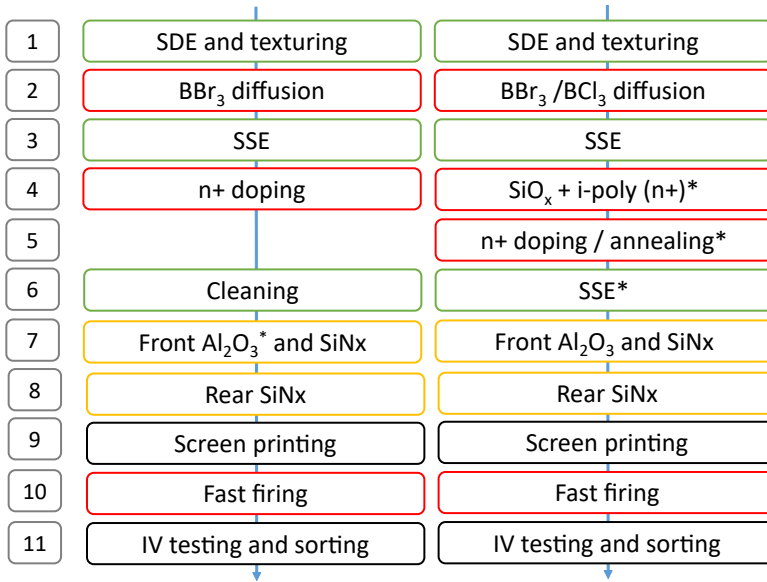 1 SDE and texturing SDE and texturing
2 BBr₃ diffusion BBr₃ /BCl₃ diffusion
3 SSE SSE
4 n+ doping SiOₓ + i-poly (n+)*
5 n+ doping / annealing*
6 Cleaning SSE*
7 Front Al₂O₃* and SiNx Front Al₂O₃ and SiNx
8 Rear SiNx Rear SiNx
9 Screen printing Screen printing
10 Fast firing Fast firing
11 IV testing and sorting IV testing and sorting